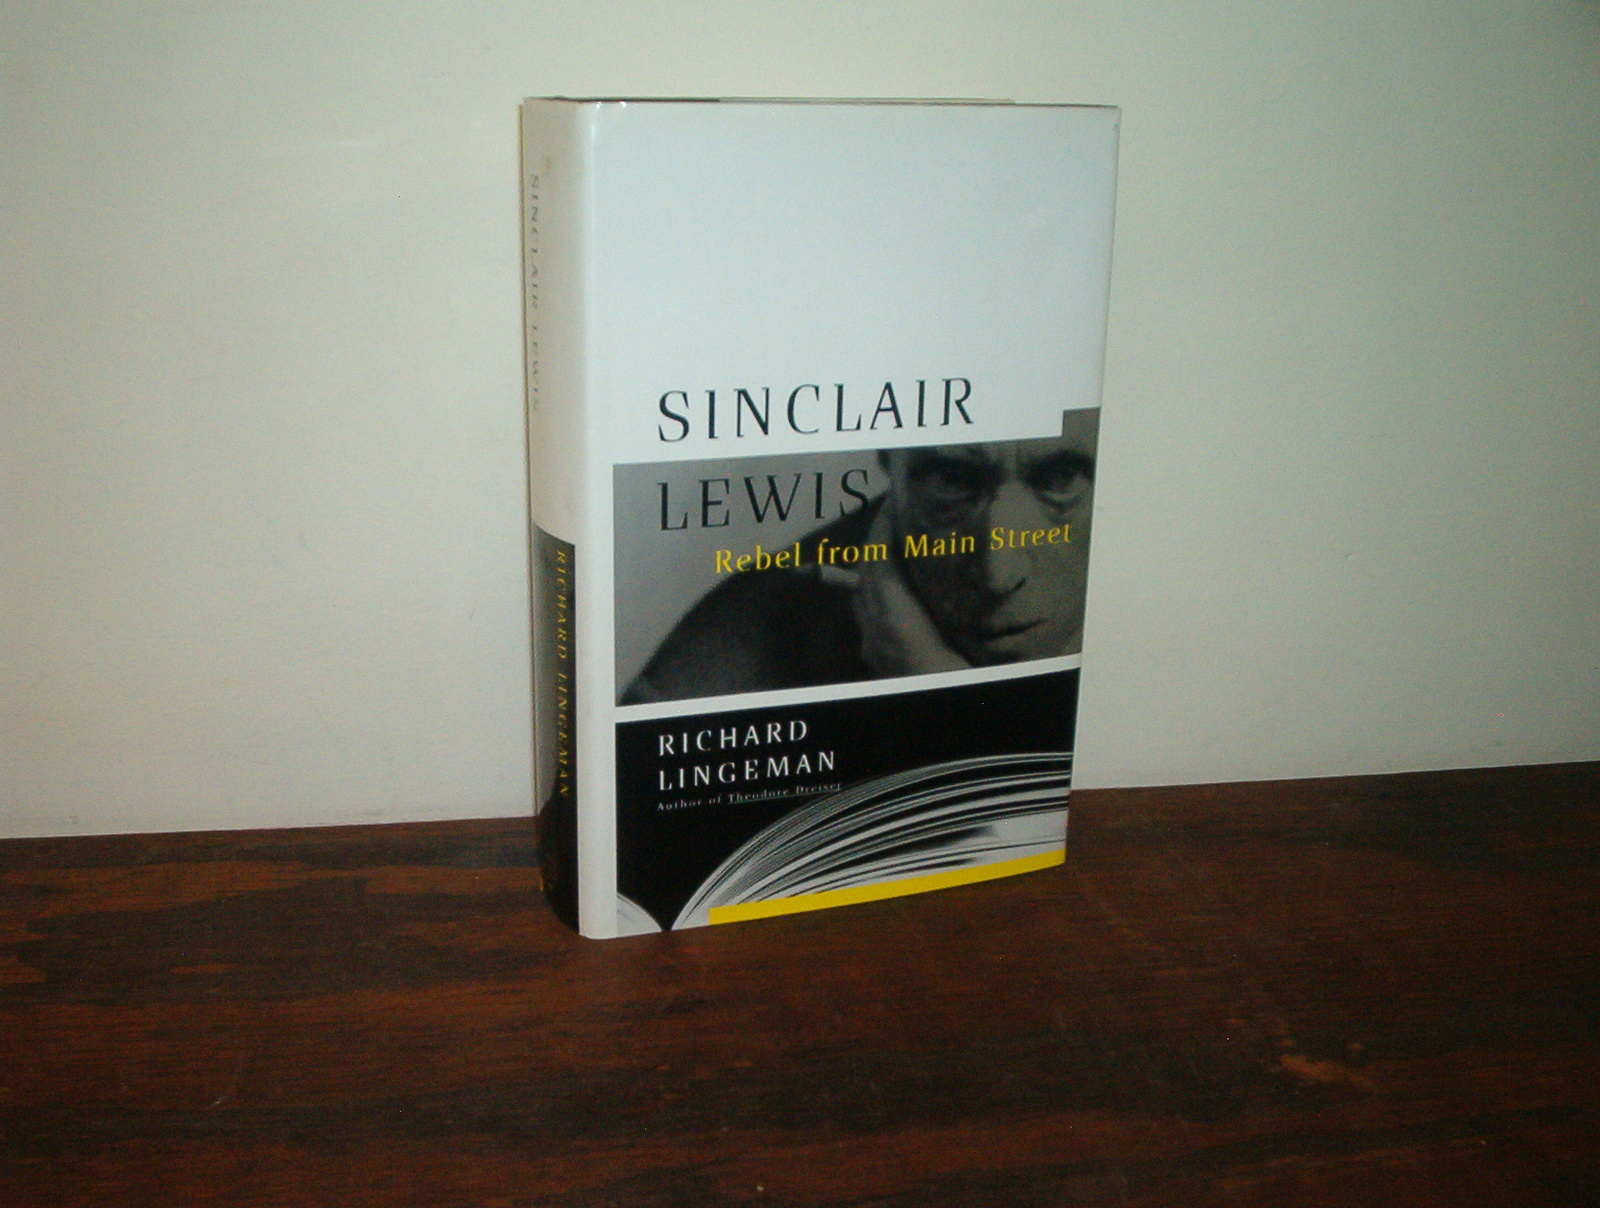 SINCLAIR LEWIS
RICHARD LINGEMAN
SINCLAIR
LEWIS
Rebel from Main Street
RICHARD
LINGEMAN
Author of Theodore Dreiser